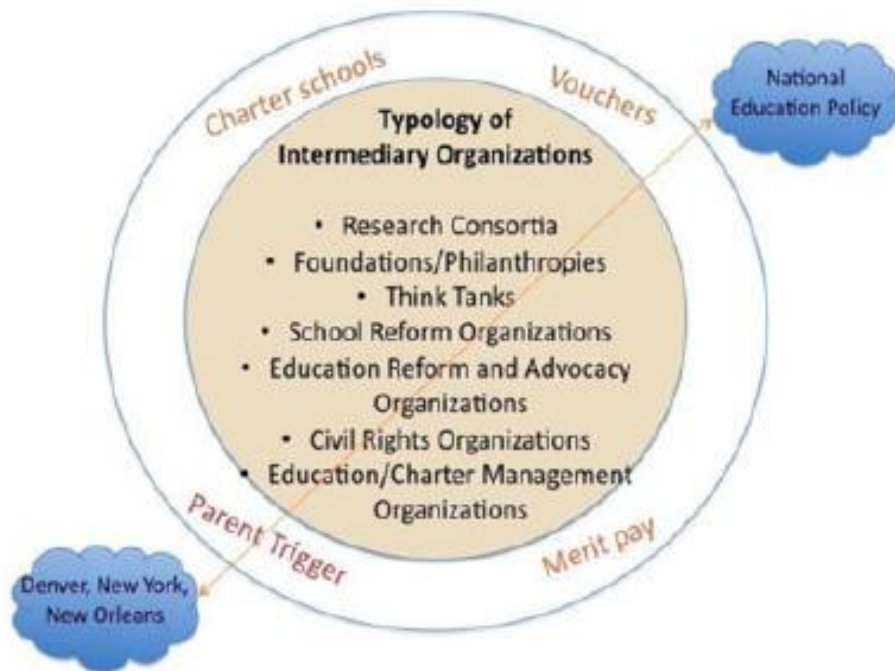 Charter schools
Vouchers
National
Education Policy
Typology of
Intermediary Organizations
• Research Consortia
• Foundations/Philanthropies
• Think Tanks
• School Reform Organizations
• Education Reform and Advocacy
Organizations
• Civil Rights Organizations
• Education/Charter Management
Organizations
Parent Trigger
Merit pay
Denver, New York,
New Orleans